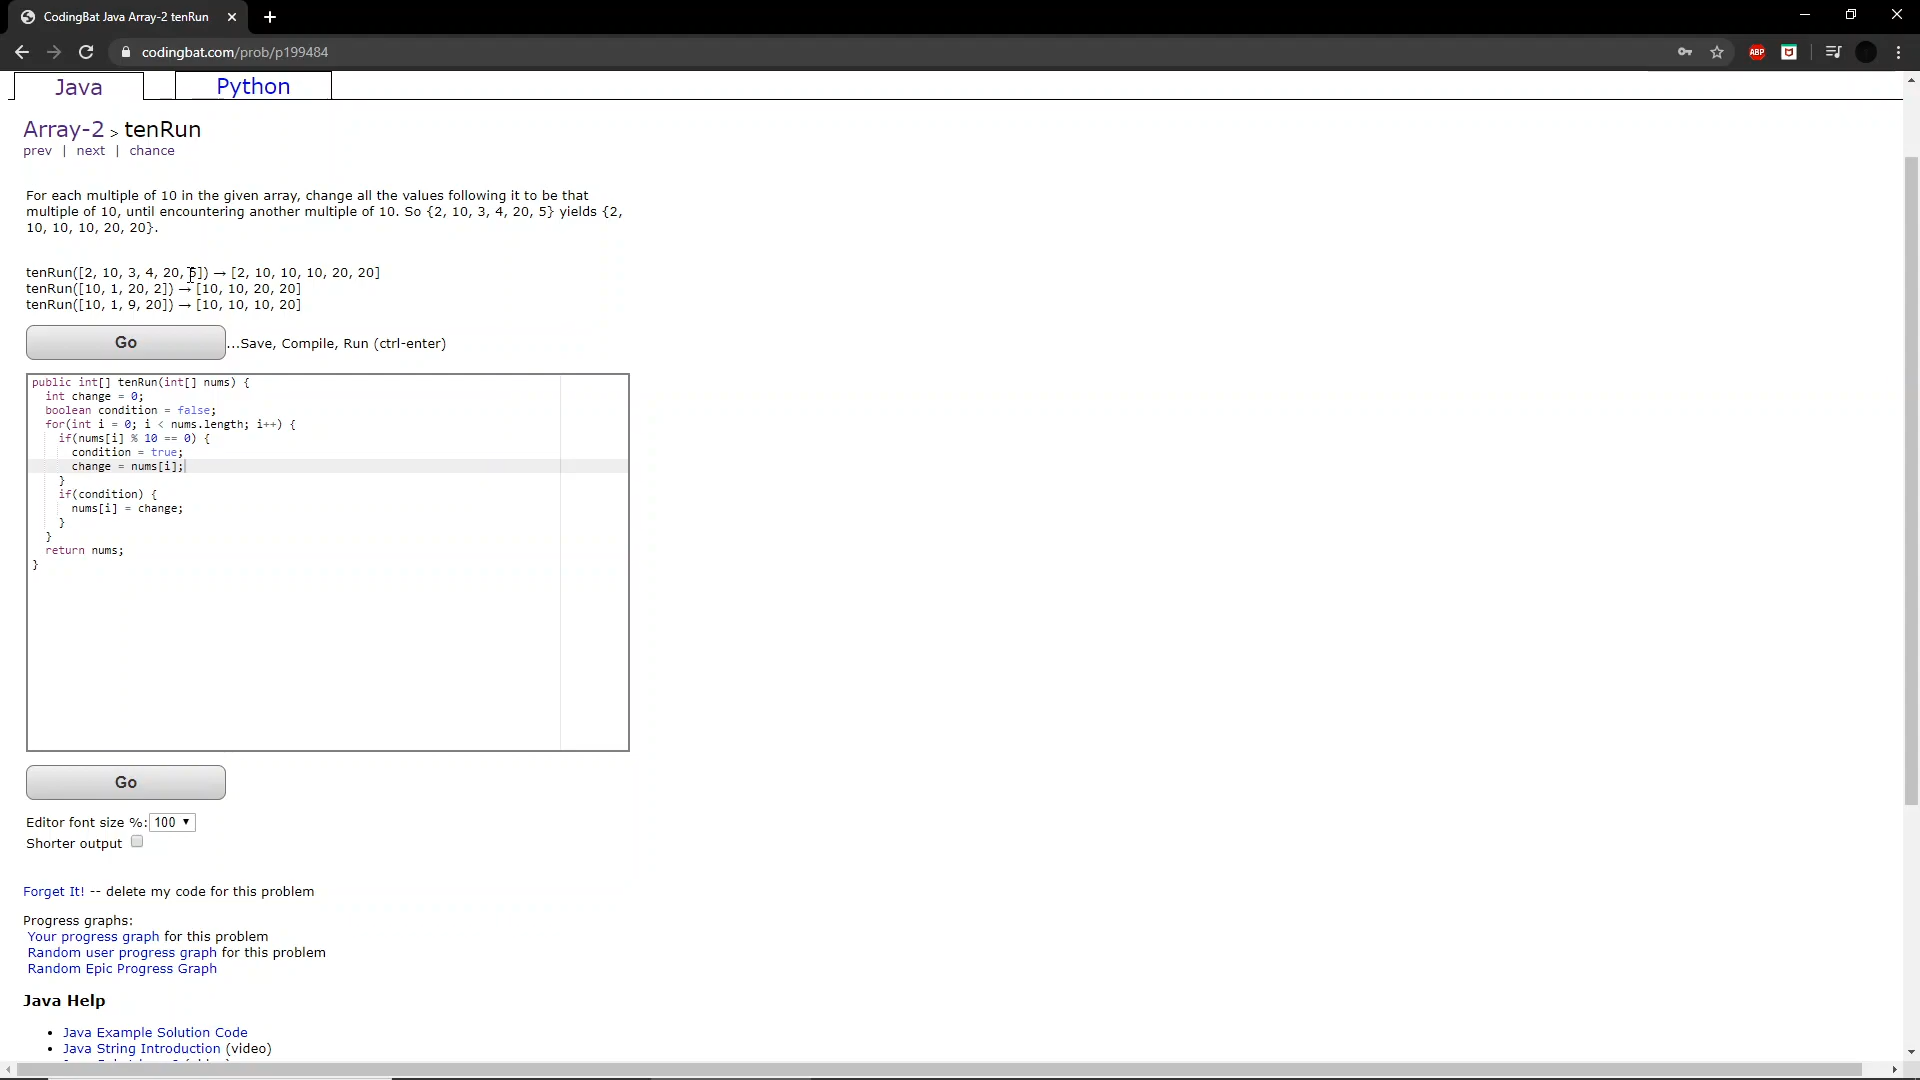 CodingBat Java Array-2 tenRun
codingbat.com/prob/p199484
ABP
Java
Python
Array-2 > tenRun
prev | next | chance
For each multiple of 10 in the given array, change all the values following it to be that
multiple of 10, until encountering another multiple of 10. So {2, 10, 3, 4, 20, 5} yields {2,
10, 10, 10, 20, 20}.
tenRun([2, 10, 3, 4, 20, 5]) → [2, 10, 10, 10, 20, 20]
tenRun([10, 1, 20, 2]) → [10, 10, 20, 20]
tenRun([10, 1, 9, 20]) → [10, 10, 10, 20]
Go ...Save, Compile, Run (ctrl-enter)
public int[] tenRun(int[] nums) {
int change = 0;
boolean condition = false;
for(int i = 0; i < nums.length; i++) {
if(nums[i] % 10 == 0) {
condition = true;
change = nums[i];
}
if(condition) {
nums[i] = change;
}
}
return nums;
}
Go
Editor font size %: 100
Shorter output
Forget It! -- delete my code for this problem
Progress graphs:
Your progress graph for this problem
Random user progress graph for this problem
Random Epic Progress Graph
Java Help
• Java Example Solution Code
• Java String Introduction (video)